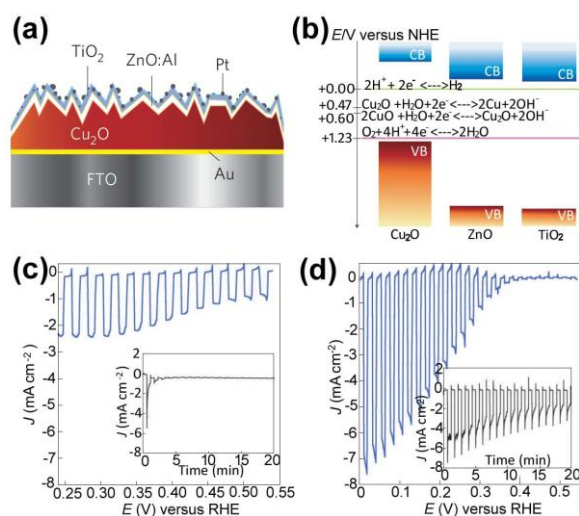 (a)
TiO2
ZnO:Al
Pt
Cu2O
Au
FTO
(b)
E/V versus NHE
CB
CB
CB
+0.00
2H+ + 2e- <--->H2
+0.47
Cu2O +H2O+2e-<--->2Cu+2OH-
+0.60
2CuO +H2O+2e-<--->Cu2O+2OH-
O2+4H++4e-<--->2H2O
+1.23
VB
VB
VB
Cu2O
ZnO
TiO2
(c)
J (mA cm-2)
0
-1
-2
-3
-4
-5
-6
-7
-8
0.25
0.30
0.35
0.40
0.45
0.50
0.55
E (V) versus RHE
J (mA cm-2)
2
0
-2
-4
-6
-8
0
5
10
15
20
Time (min)
(d)
J (mA cm-2)
0
-1
-2
-3
-4
-5
-6
-7
-8
0
0.1
0.2
0.3
0.4
0.5
E (V) versus RHE
J (mA cm-2)
2
0
-2
-4
-6
-8
Time (min)
0
5
10
15
20